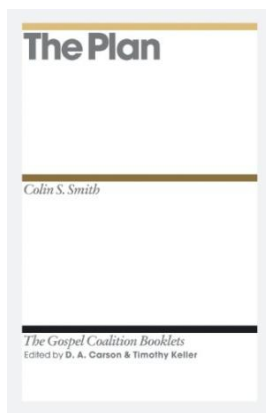 The Plan
Colin S. Smith
The Gospel Coalition Booklets
Edited by D. A. Carson & Timothy Keller